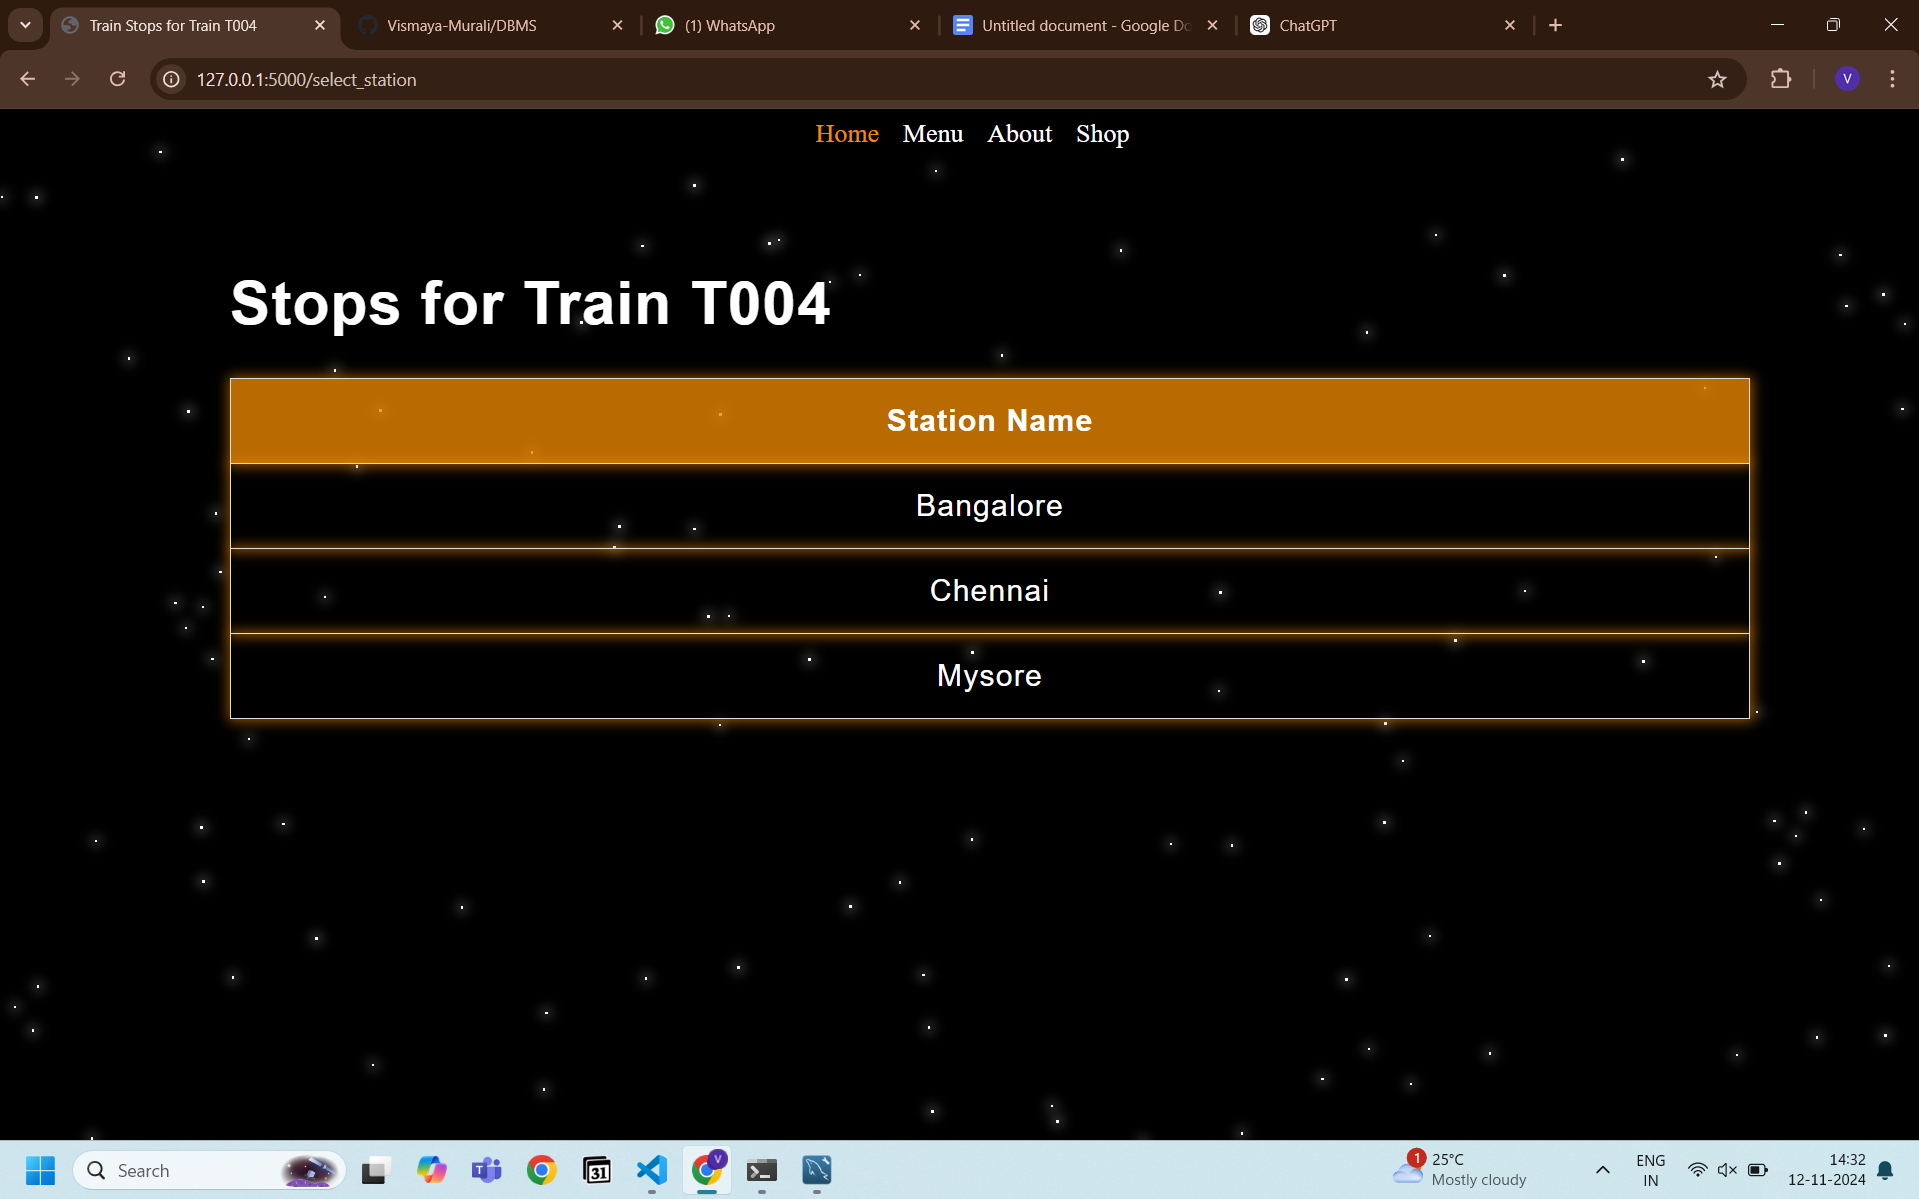 Train Stops for Train T004
Vismaya-Murali/DBMS
(1) WhatsApp
Untitled document - Google Do
ChatGPT
127.0.0.1:5000/select_station
V
Home Menu About Shop
Stops for Train T004
Station Name
Bangalore
Chennai
Mysore
Search
31
V
1
25°C
Mostly cloudy
ENG
IN
14:32
12-11-2024